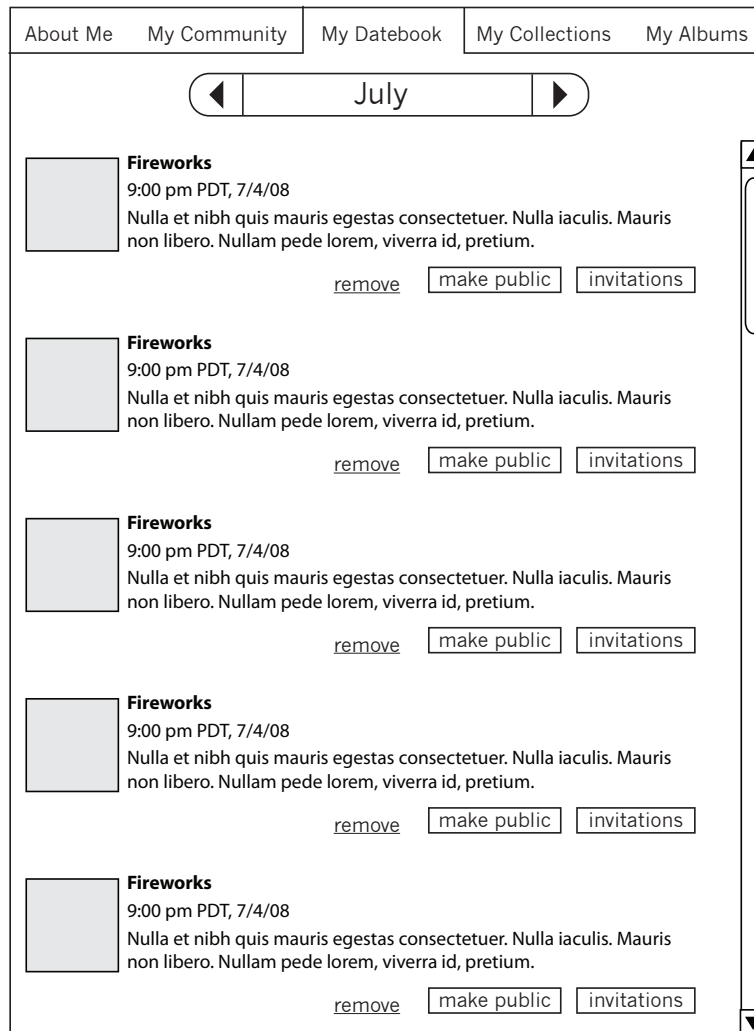 About Me My Community My Datebook My Collections My Albums
July
Fireworks
9:00 pm PDT, 7/4/08
Nulla et nibh quis mauris egestas consectetuer. Nulla iaculis. Mauris
non libero. Nullam pede lorem, viverra id, pretium.
remove make public invitations
Fireworks
9:00 pm PDT, 7/4/08
Nulla et nibh quis mauris egestas consectetuer. Nulla iaculis. Mauris
non libero. Nullam pede lorem, viverra id, pretium.
remove make public invitations
Fireworks
9:00 pm PDT, 7/4/08
Nulla et nibh quis mauris egestas consectetuer. Nulla iaculis. Mauris
non libero. Nullam pede lorem, viverra id, pretium.
remove make public invitations
Fireworks
9:00 pm PDT, 7/4/08
Nulla et nibh quis mauris egestas consectetuer. Nulla iaculis. Mauris
non libero. Nullam pede lorem, viverra id, pretium.
remove make public invitations
Fireworks
9:00 pm PDT, 7/4/08
Nulla et nibh quis mauris egestas consectetuer. Nulla iaculis. Mauris
non libero. Nullam pede lorem, viverra id, pretium.
remove make public invitations